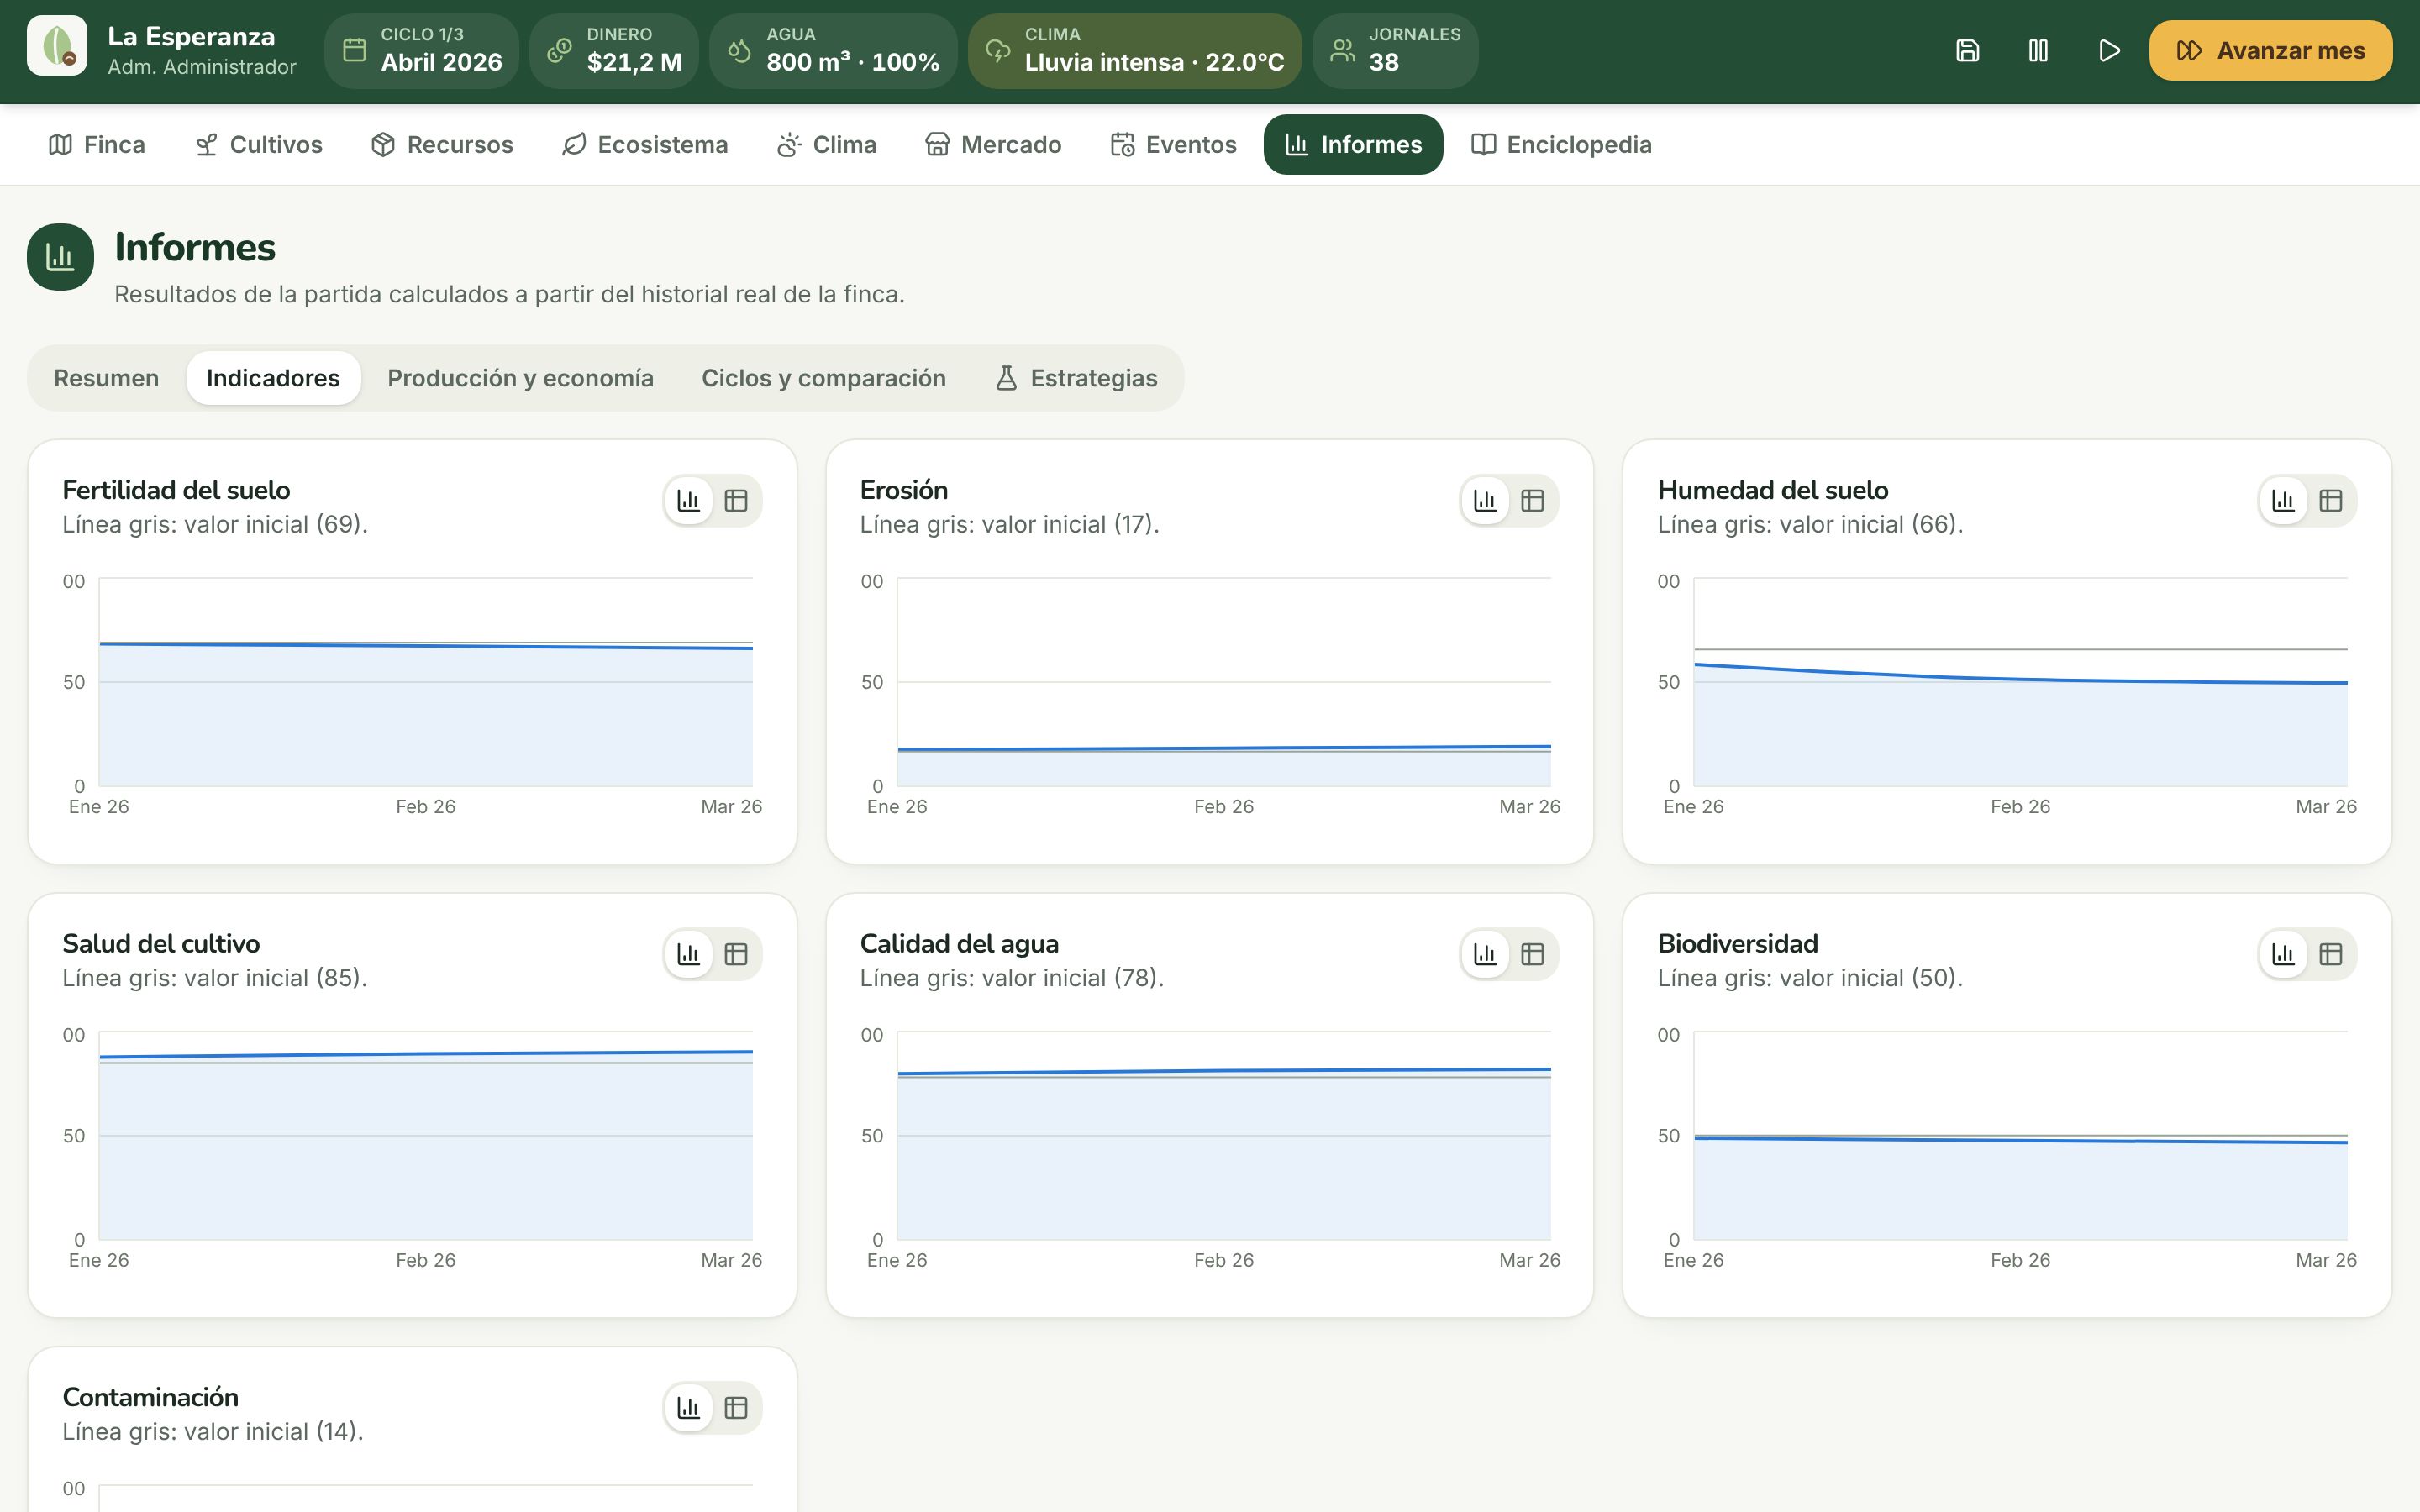 La Esperanza
Adm. Administrador
CICLO 1/3
Abril 2026
DINERO
$21,2 M
AGUA
800 m³ · 100%
CLIMA
Lluvia intensa · 22.0°C
JORNALES
38
Avanzar mes
Finca
Cultivos
Recursos
Ecosistema
Clima
Mercado
Eventos
Informes
Enciclopedia
Informes
Resultados de la partida calculados a partir del historial real de la finca.
Resumen
Indicadores
Producción y economía
Ciclos y comparación
Estrategias
Fertilidad del suelo
Línea gris: valor inicial (69).
00
50
0
Ene 26
Feb 26
Mar 26
Erosión
Línea gris: valor inicial (17).
00
50
0
Ene 26
Feb 26
Mar 26
Humedad del suelo
Línea gris: valor inicial (66).
00
50
0
Ene 26
Feb 26
Mar 26
Salud del cultivo
Línea gris: valor inicial (85).
00
50
0
Ene 26
Feb 26
Mar 26
Calidad del agua
Línea gris: valor inicial (78).
00
50
0
Ene 26
Feb 26
Mar 26
Biodiversidad
Línea gris: valor inicial (50).
00
50
0
Ene 26
Feb 26
Mar 26
Contaminación
Línea gris: valor inicial (14).
00